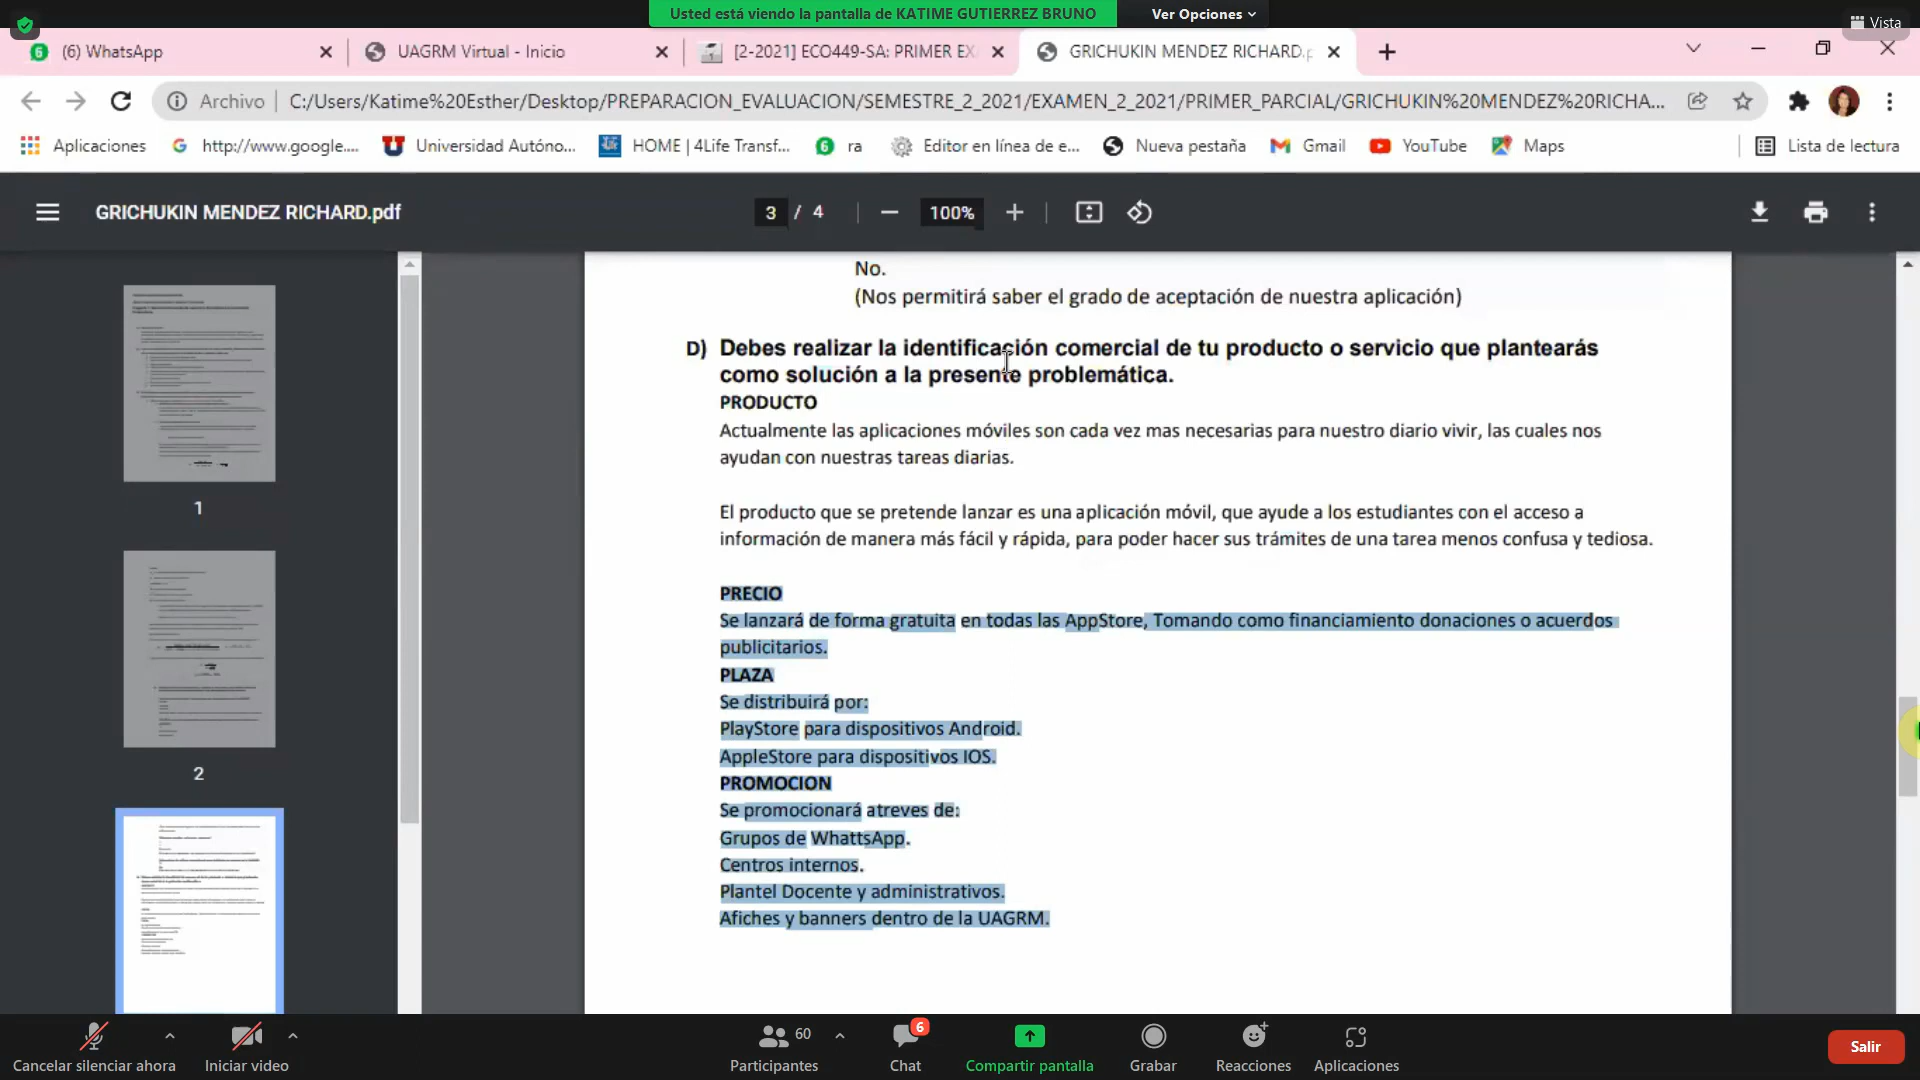 Usted está viendo la pantalla de KATIME GUTIERREZ BRUNO
Ver Opciones
Vista
(6) WhatsApp
UAGRM Virtual - Inicio
[2-2021] ECO449-SA: PRIMER EX
GRICHUKIN MENDEZ RICHARD.p
Archivo
C:/Users/Katime%20Esther/Desktop/PREPARACION_EVALUACION/SEMESTRE_2_2021/EXAMEN_2_2021/PRIMER_PARCIAL/GRICHUKIN%20MENDEZ%20RICHA...
Aplicaciones
http://www.google....
Universidad Autóno...
HOME | 4Life Transf...
ra
Editor en línea de e...
Nueva pestaña
Gmail
YouTube
Maps
Lista de lectura
GRICHUKIN MENDEZ RICHARD.pdf
3 / 4
100%
1
2
No.
(Nos permitirá saber el grado de aceptación de nuestra aplicación)
D) Debes realizar la identificación comercial de tu producto o servicio que plantearás
como solución a la presente problemática.
PRODUCTO
Actualmente las aplicaciones móviles son cada vez mas necesarias para nuestro diario vivir, las cuales nos
ayudan con nuestras tareas diarias.
El producto que se pretende lanzar es una aplicación móvil, que ayude a los estudiantes con el acceso a
información de manera más fácil y rápida, para poder hacer sus trámites de una tarea menos confusa y tediosa.
PRECIO
Se lanzará de forma gratuita en todas las AppStore, Tomando como financiamiento donaciones o acuerdos
publicitarios.
PLAZA
Se distribuirá por:
PlayStore para dispositivos Android.
AppleStore para dispositivos IOS.
PROMOCION
Se promocionará atreves de:
Grupos de WhattsApp.
Centros internos.
Plantel Docente y administrativos.
Afiches y banners dentro de la UAGRM.
Cancelar silenciar ahora
Iniciar video
60
Participantes
6
Chat
Compartir pantalla
Grabar
Reacciones
Aplicaciones
Salir